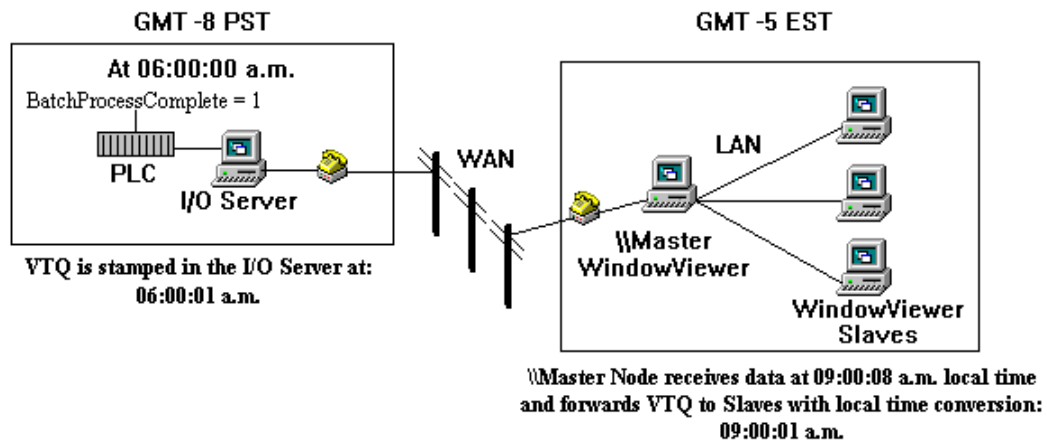 GMT -8 PST
GMT -5 EST
At 06:00:00 a.m.
BatchProcessComplete = 1
PLC
I/O Server
WAN
LAN
\\Master
WindowViewer
WindowViewer
Slaves
VTQ is stamped in the I/O Server at:
06:00:01 a.m.
\\Master Node receives data at 09:00:08 a.m. local time
and forwards VTQ to Slaves with local time conversion:
09:00:01 a.m.